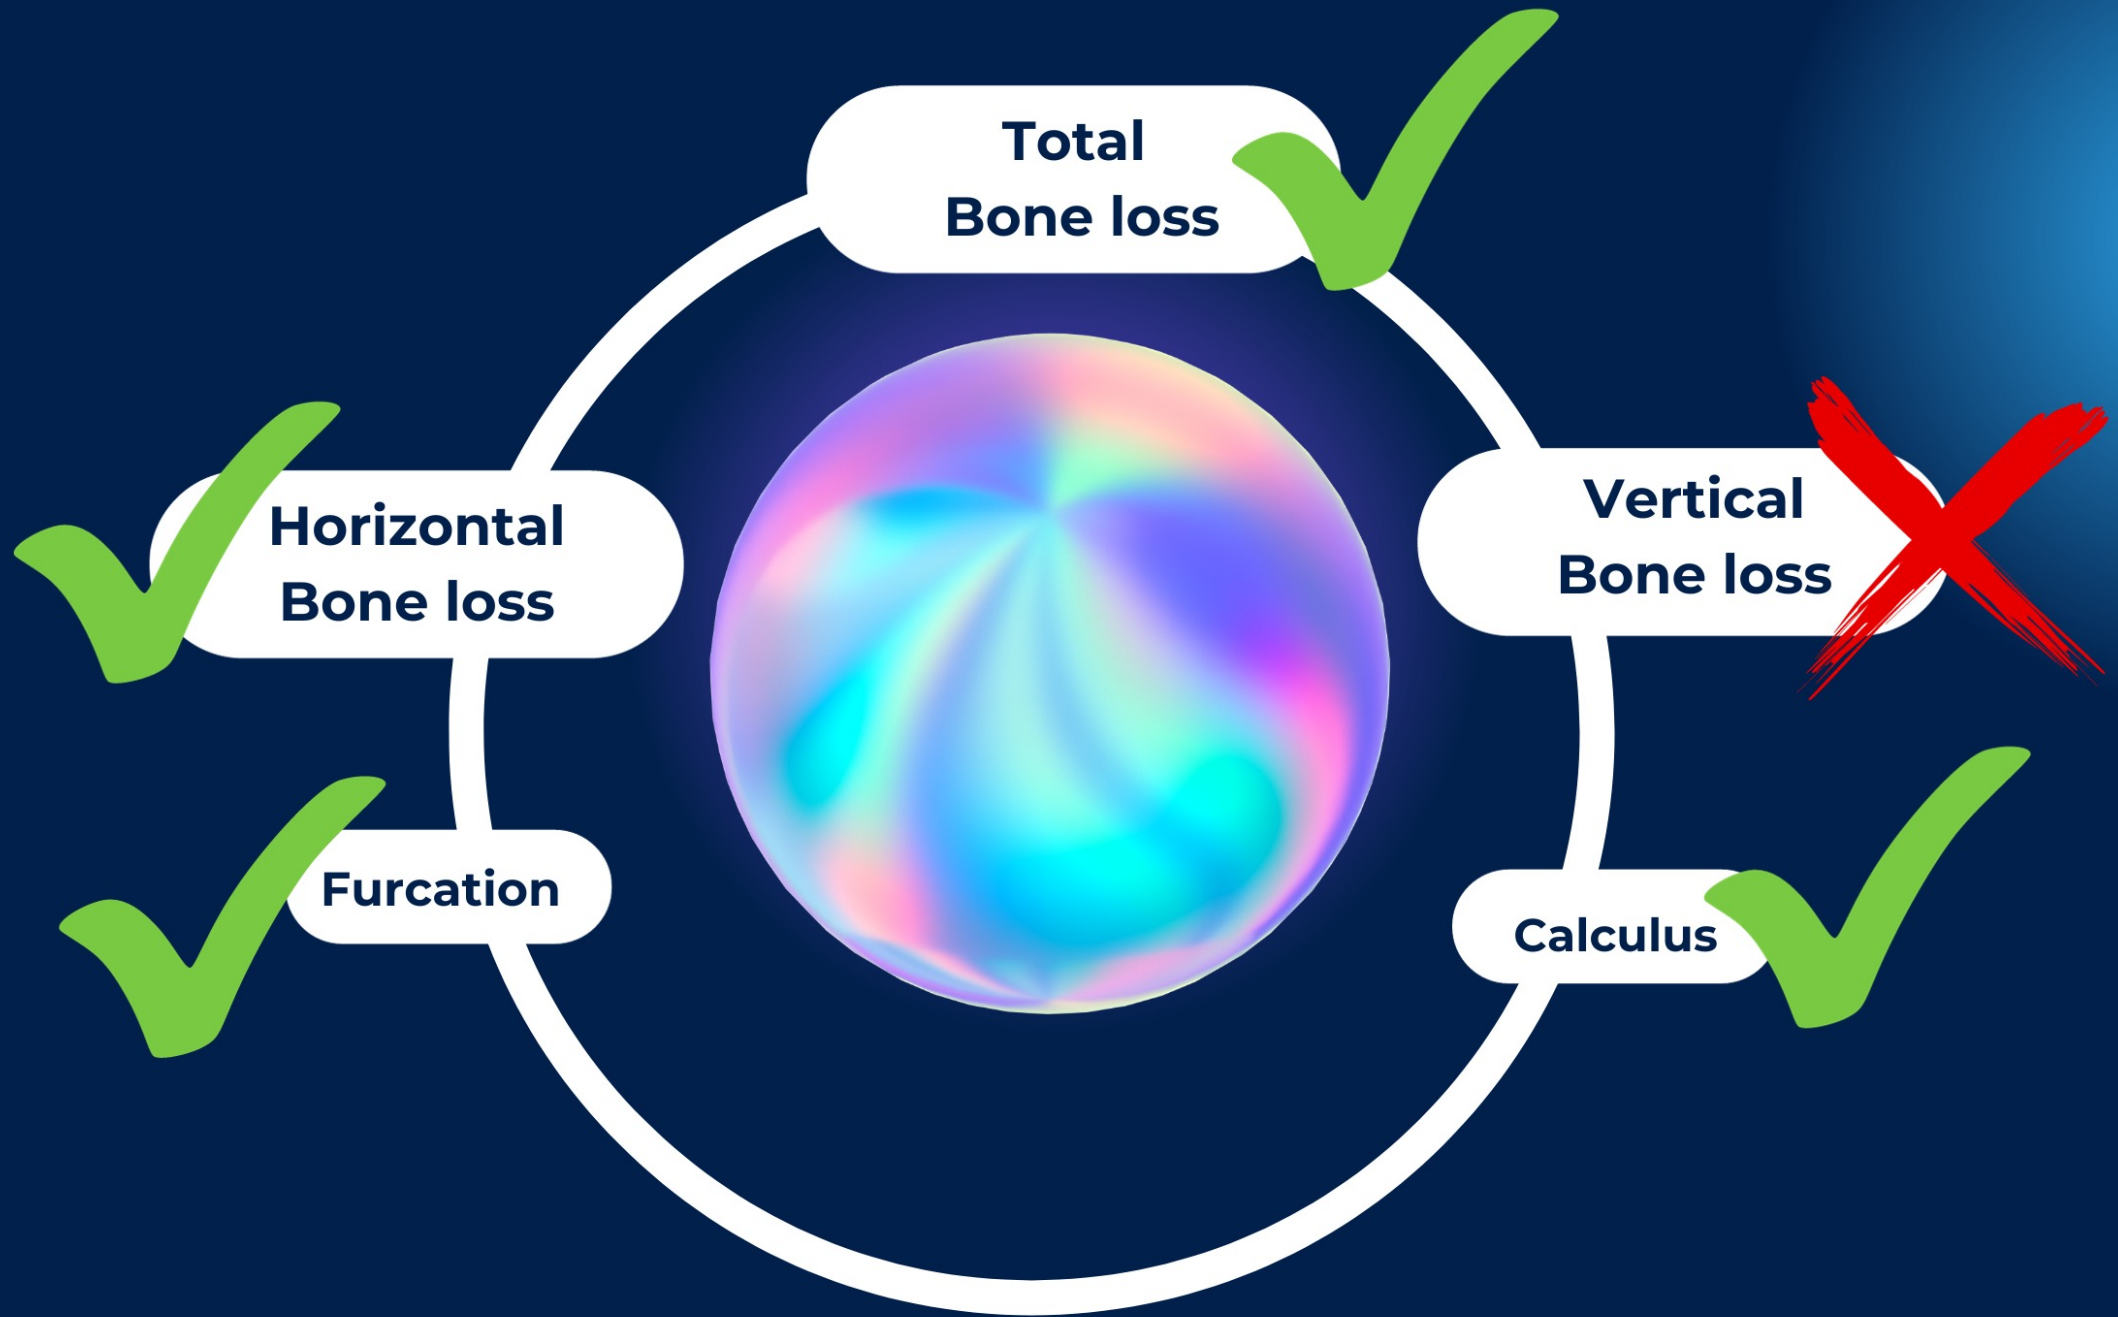 Total
Bone loss
Horizontal
Bone loss
Vertical
Bone loss
Furcation
Calculus